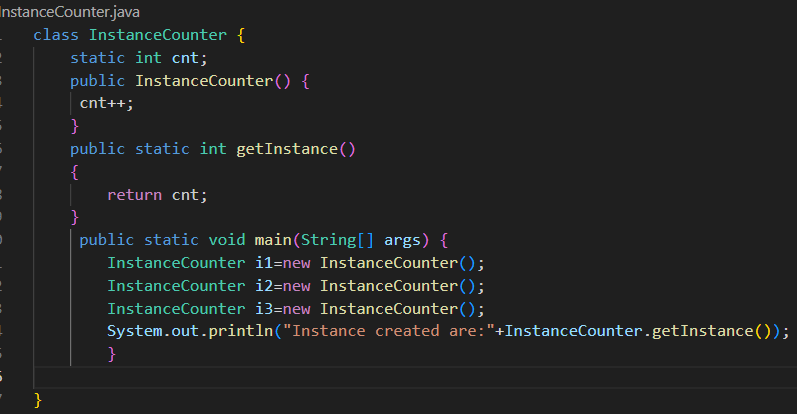 InstanceCounter.java
class InstanceCounter {
static int cnt;
public InstanceCounter() {
cnt++;
}
public static int getInstance()
{
return cnt;
}
public static void main(String[] args) {
InstanceCounter i1=new InstanceCounter();
InstanceCounter i2=new InstanceCounter();
InstanceCounter i3=new InstanceCounter();
System.out.println("Instance created are:"+InstanceCounter.getInstance());
}
}